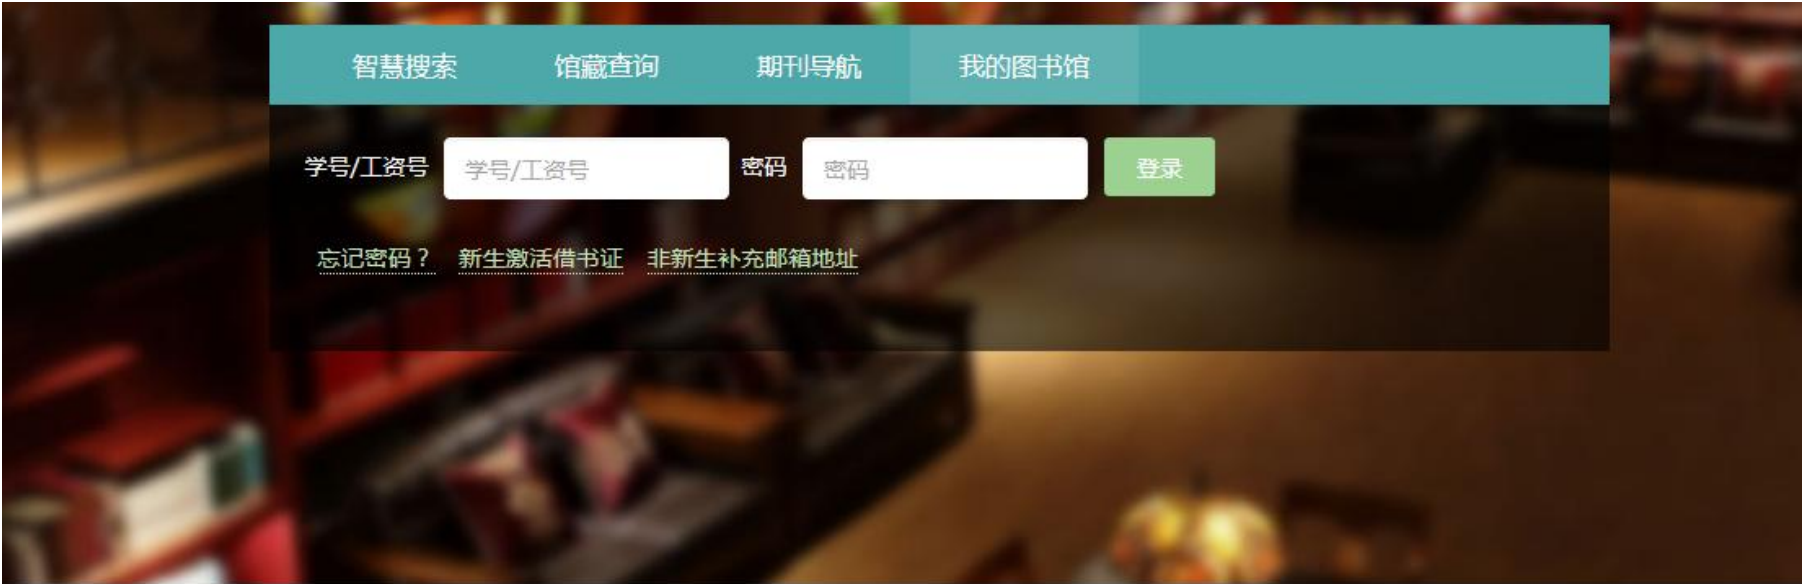 智慧搜索 馆藏查询 期刊导航 我的图书馆
学号/工资号 学号/工资号 密码 密码 登录
忘记密码？ 新生激活借书证 非新生补充邮箱地址